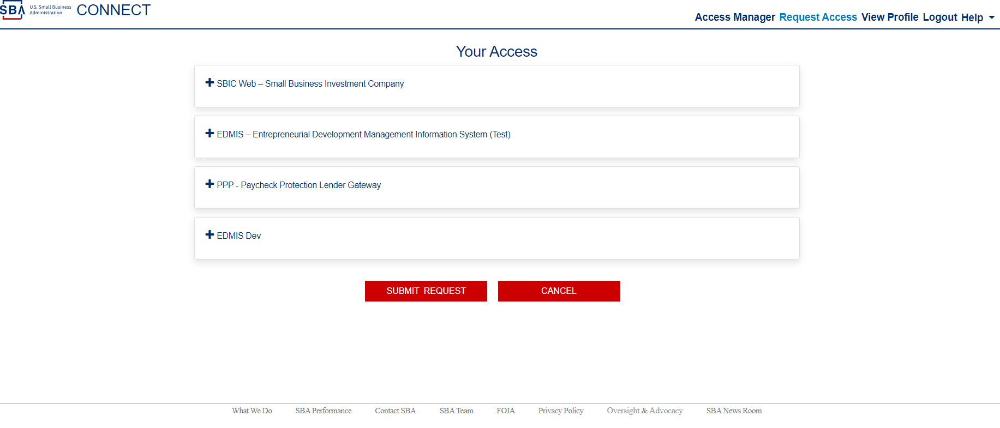 SBA U.S. Small Business
Administration
CONNECT
Access Manager Request Access View Profile Logout Help
Your Access
SBIC Web – Small Business Investment Company
EDMIS – Entrepreneurial Development Management Information System (Test)
PPP - Paycheck Protection Lender Gateway
EDMIS Dev
SUBMIT REQUEST CANCEL
What We Do SBA Performance Contact SBA SBA Team FOIA Privacy Policy Oversight & Advocacy SBA News Room